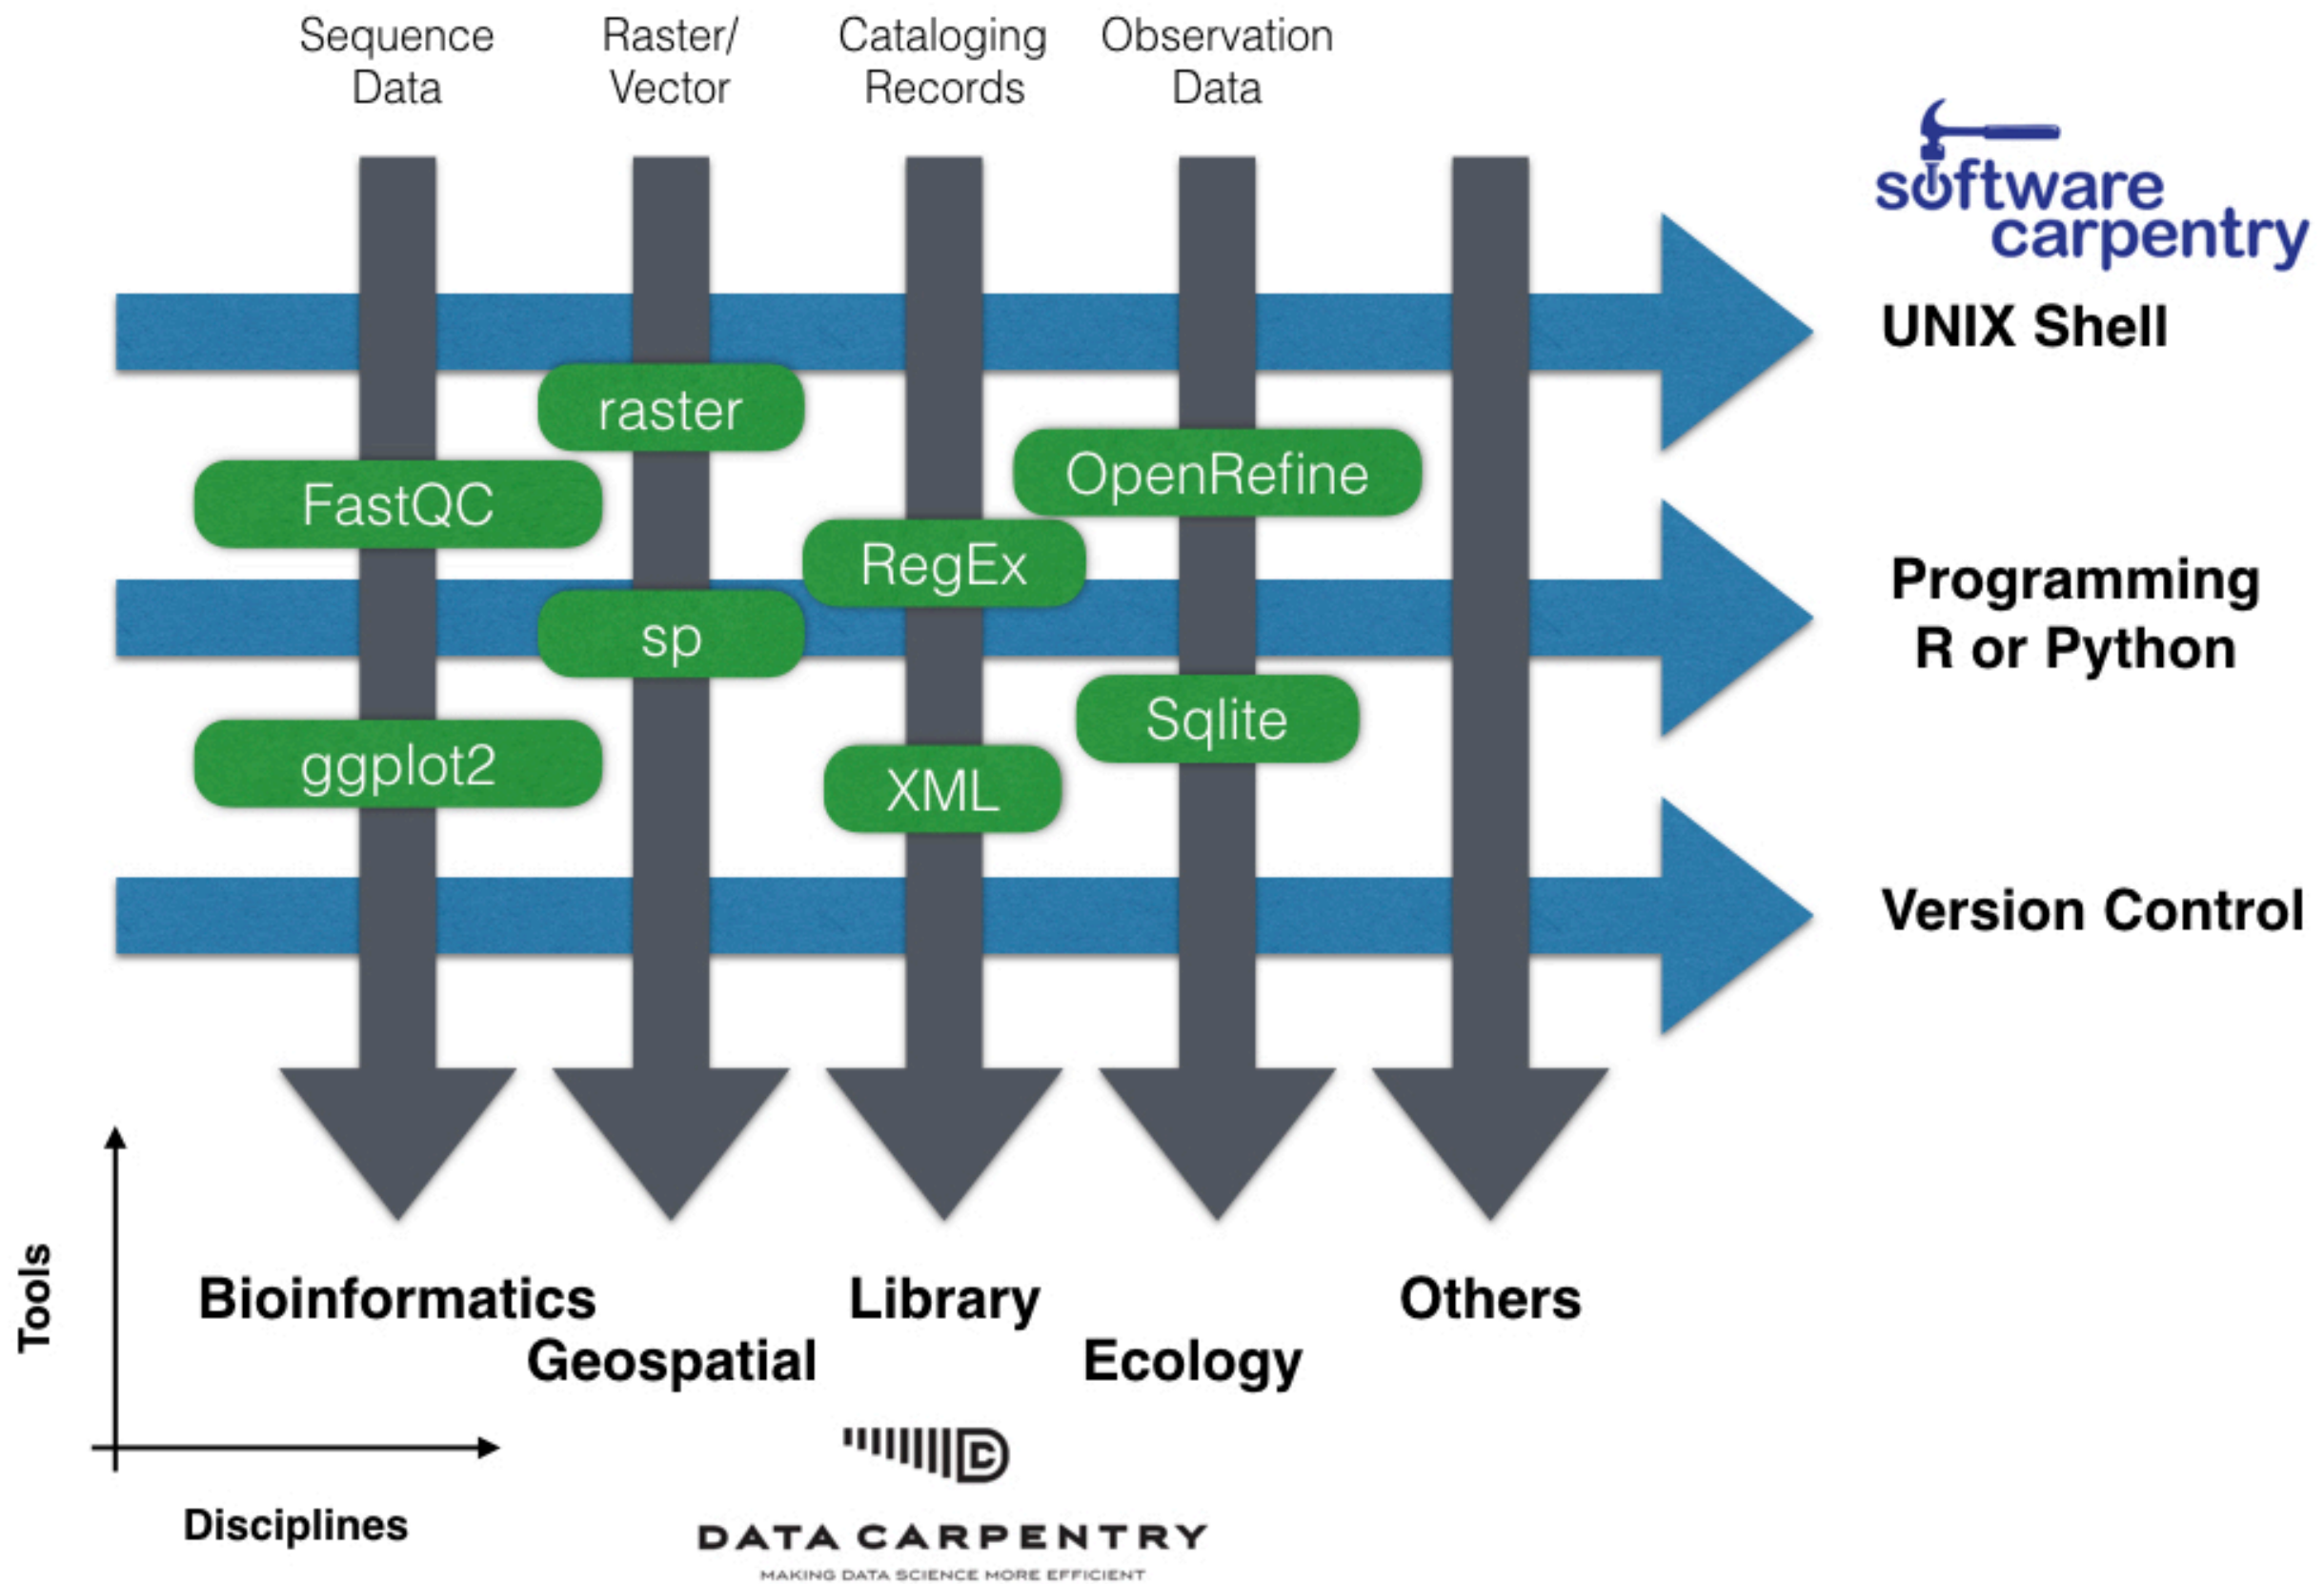 Sequence
Data
Raster/
Vector
Cataloging
Records
Observation
Data
software
carpentry
UNIX Shell
raster
OpenRefine
FastQC
RegEx
Programming
R or Python
sp
Sqlite
ggplot2
XML
Version Control
Tools
Bioinformatics
Geospatial
Library
Ecology
Others
Disciplines
DATA CARPENTRY
MAKING DATA SCIENCE MORE EFFICIENT